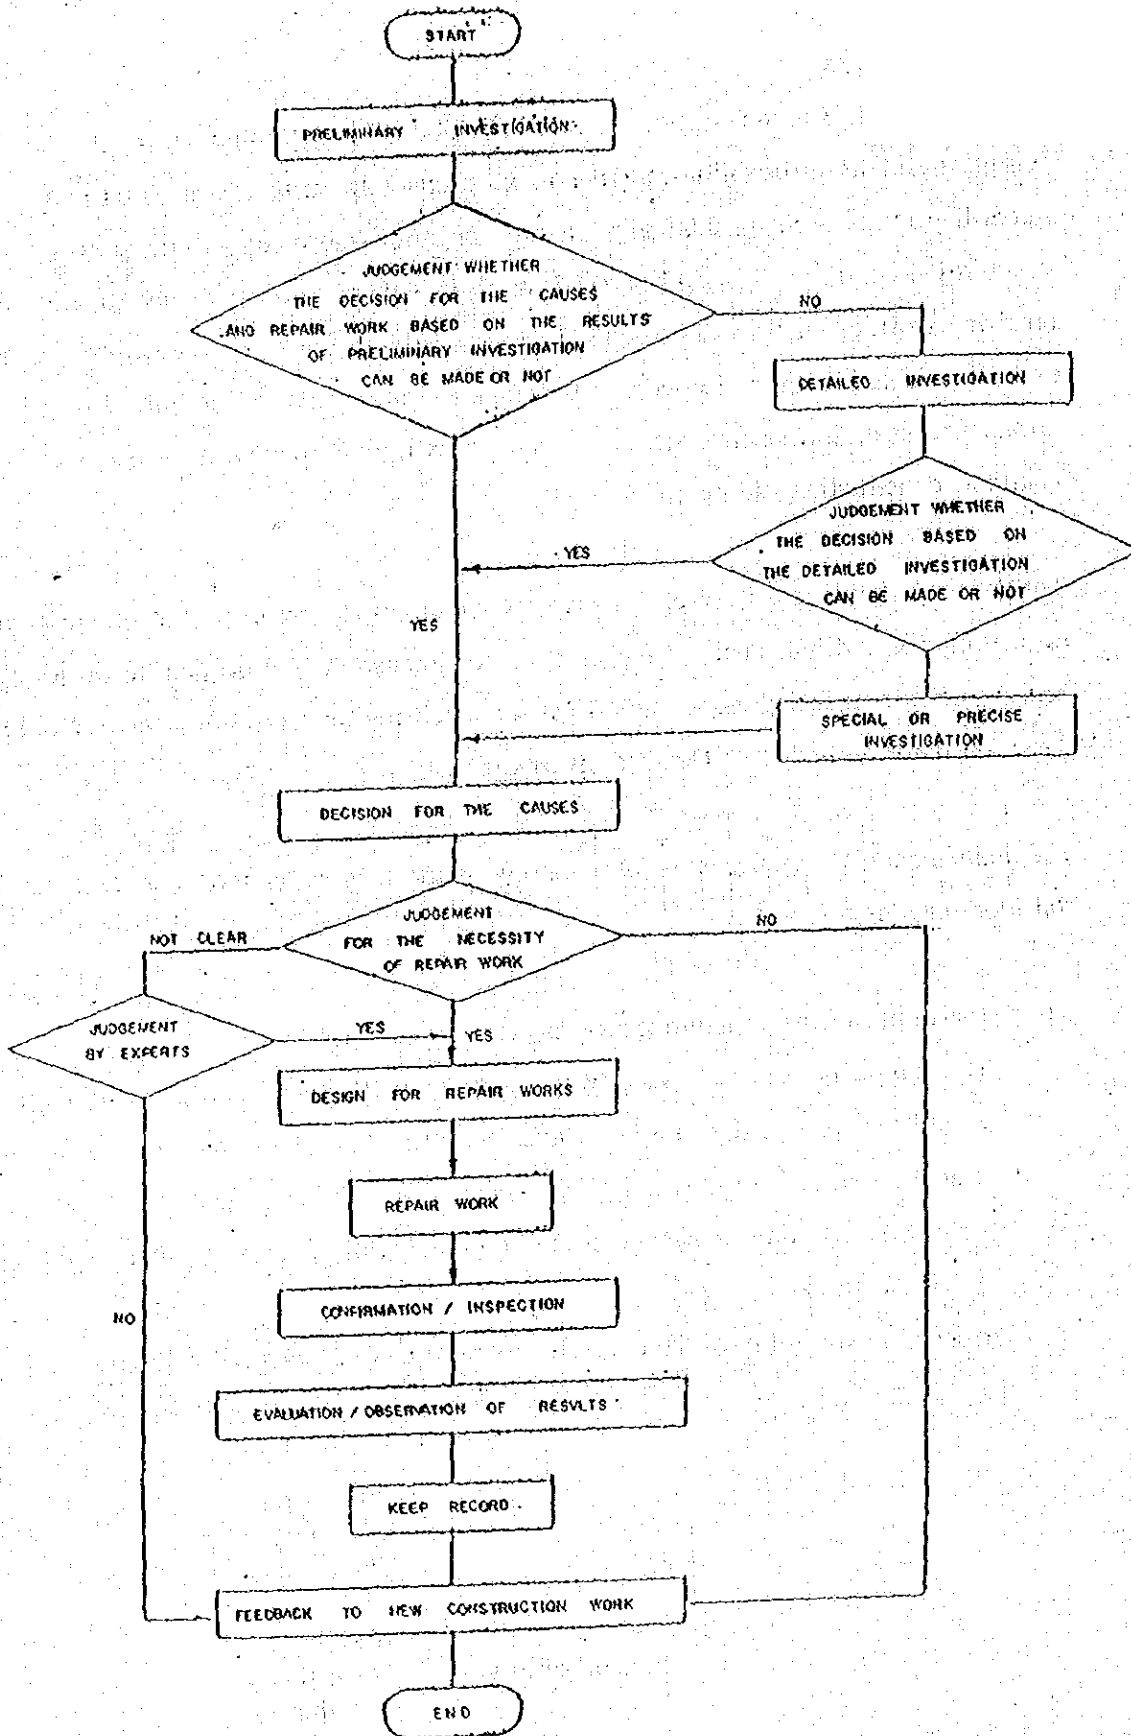 START
PRELIMINARY INVESTIGATION
JUDGEMENT WHETHER
THE DECISION FOR THE CAUSES
AND REPAIR WORK BASED ON THE RESULTS
OF PRELIMINARY INVESTIGATION
CAN BE MADE OR NOT
NO
DETAILED INVESTIGATION
JUDGEMENT WHETHER
THE DECISION BASED ON
THE DETAILED INVESTIGATION
CAN BE MADE OR NOT
YES
YES
SPECIAL OR PRECISE
INVESTIGATION
DECISION FOR THE CAUSES
JUDGEMENT
FOR THE NECESSITY
OF REPAIR WORK
NOT CLEAR
NO
JUDGEMENT
BY EXPERTS
YES
YES
DESIGN FOR REPAIR WORKS
REPAIR WORK
CONFIRMATION / INSPECTION
NO
EVALUATION / OBSERVATION OF RESULTS
KEEP RECORD
FEEDBACK TO NEW CONSTRUCTION WORK
END